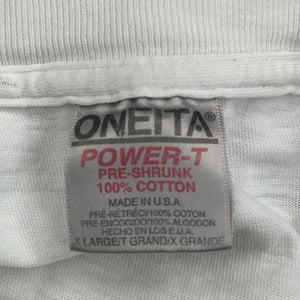 ONEITA®
POWER-T
PRE-SHRUNK
100% COTTON
MADE IN U.S.A.
PRÉ-RÉTRÉCI/100% COTON
PRE-ENCOGIDO/100% ALGODON
HECHO EN LOS E.U.A.
X LARGE/T GRAND/X GRANDE